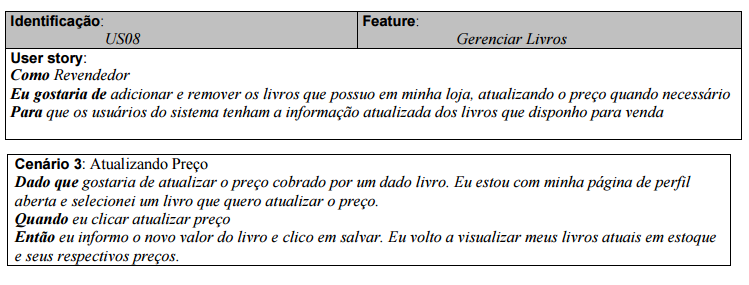 Identificação: Feature:
US08 Gerenciar Livros
User story:
Como Revendedor
Eu gostaria de adicionar e remover os livros que possuo em minha loja, atualizando o preço quando necessário
Para que os usuários do sistema tenham a informação atualizada dos livros que disponho para venda
Cenário 3: Atualizando Preço
Dado que gostaria de atualizar o preço cobrado por um dado livro. Eu estou com minha página de perfil
aberta e selecionei um livro que quero atualizar o preço.
Quando eu clicar atualizar preço
Então eu informo o novo valor do livro e clico em salvar. Eu volto a visualizar meus livros atuais em estoque
e seus respectivos preços.